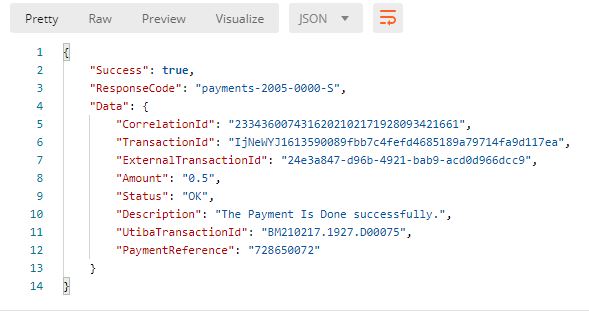 Pretty Raw Preview Visualize JSON
1 {
2 "Success": true,
3 "ResponseCode": "payments-2005-0000-S",
4 "Data": {
5 "CorrelationId": "2334360074316202102171928093421661",
6 "TransactionId": "IjNeWYJ1613590089fbb7c4fefd4685189a79714fa9d117ea",
7 "ExternalTransactionId": "24e3a847-d96b-4921-bab9-acd0d966dcc9",
8 "Amount": "0.5",
9 "Status": "OK",
10 "Description": "The Payment Is Done successfully.",
11 "UtibaTransactionId": "BM210217.1927.D00075",
12 "PaymentReference": "728650072"
13 }
14 }